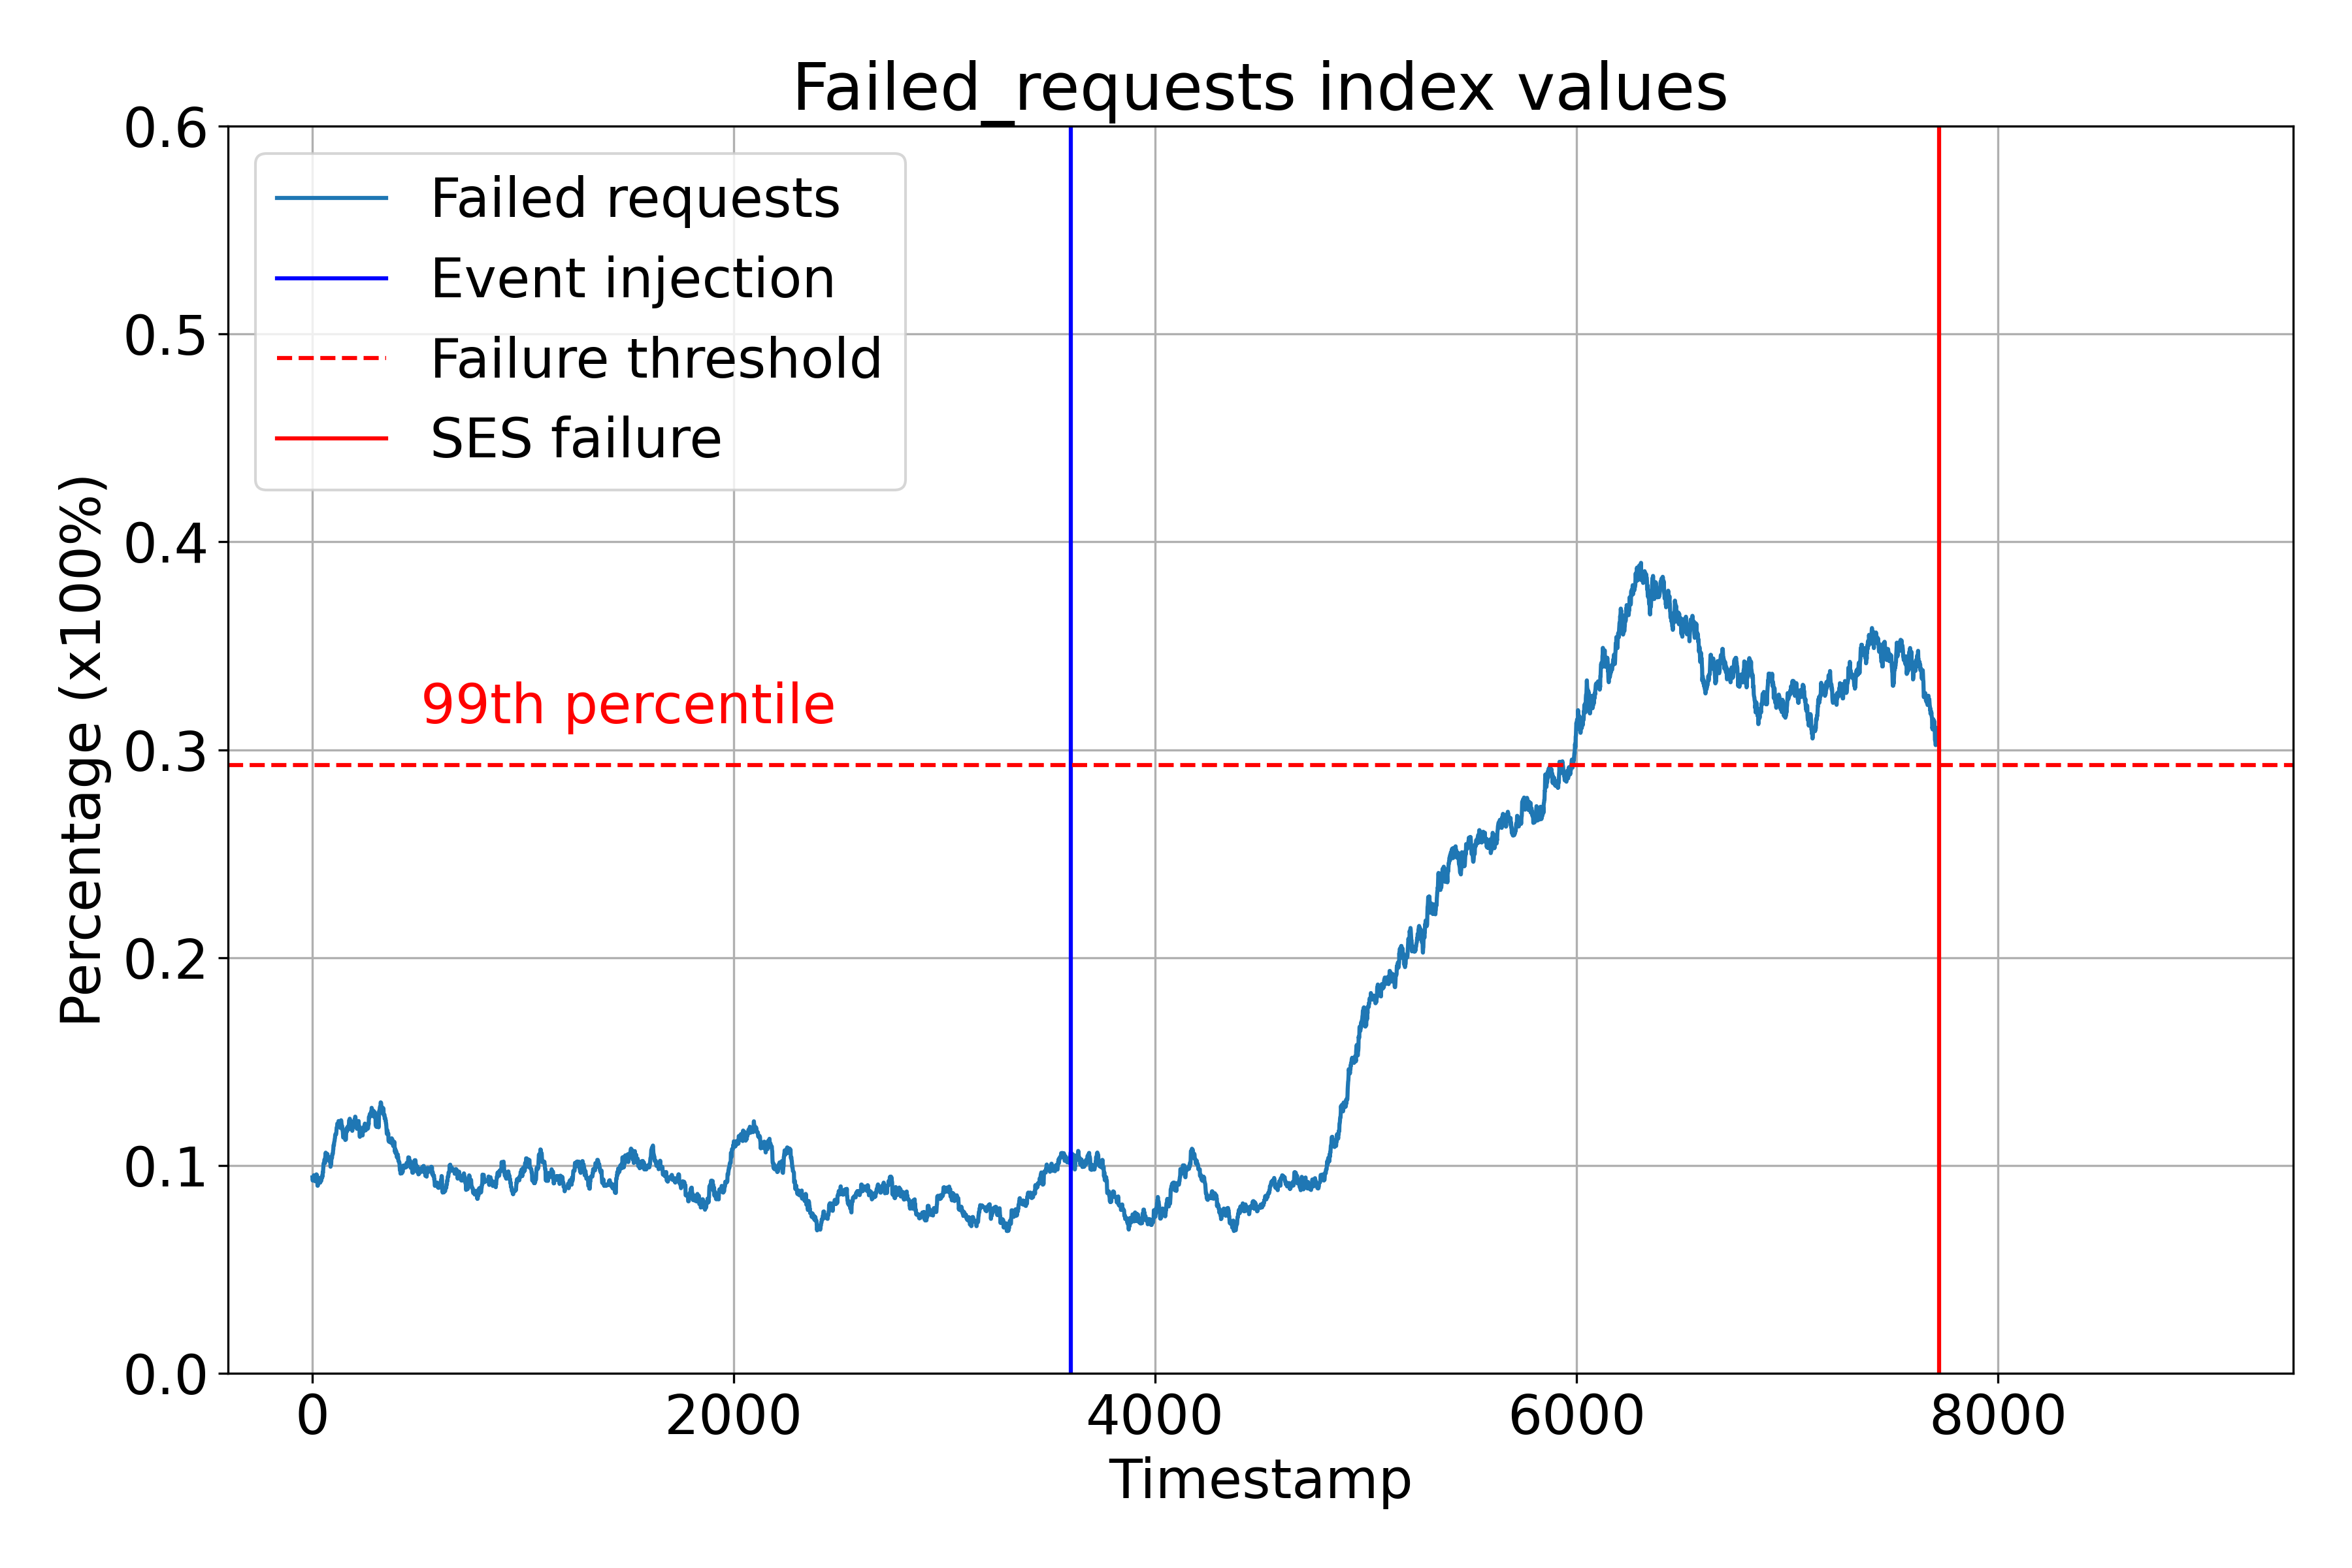 Failed_requests index values
0.6
0.5
0.4
0.3
0.2
0.1
0.0
Percentage (x100%)
Failed requests
Event injection
Failure threshold
SES failure
99th percentile
0 2000 4000 6000 8000
Timestamp